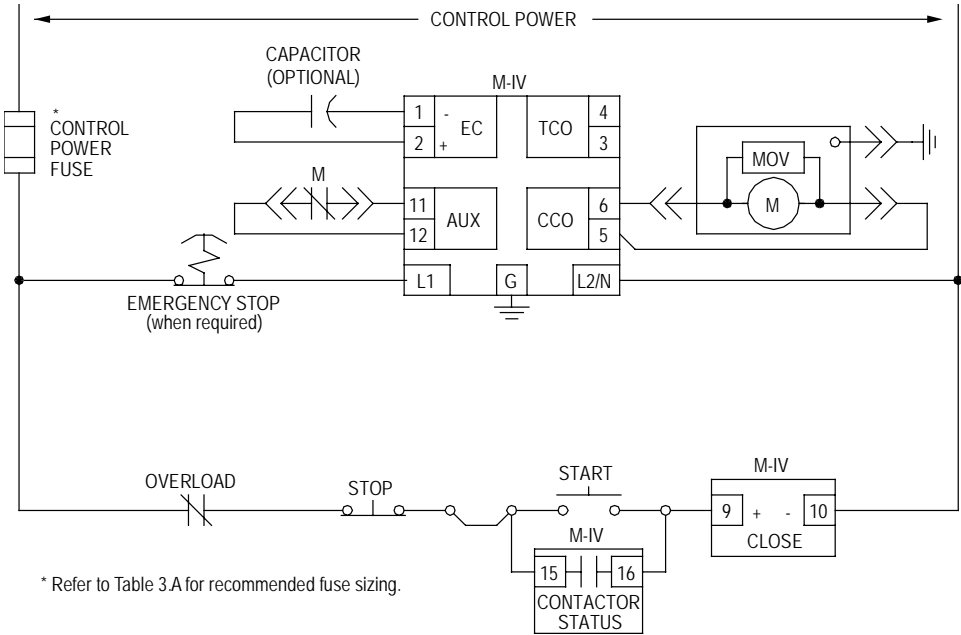 CONTROL POWER
CAPACITOR
(OPTIONAL)
M-IV
*
CONTROL
POWER
FUSE
1
-
2
+
EC
TCO
4
3
MOV
M
M
11
12
AUX
CCO
6
5
L1
G
L2/N
EMERGENCY STOP
(when required)
OVERLOAD
STOP
START
M-IV
9
+
-
10
CLOSE
M-IV
15
16
CONTACTOR
STATUS
* Refer to Table 3.A for recommended fuse sizing.